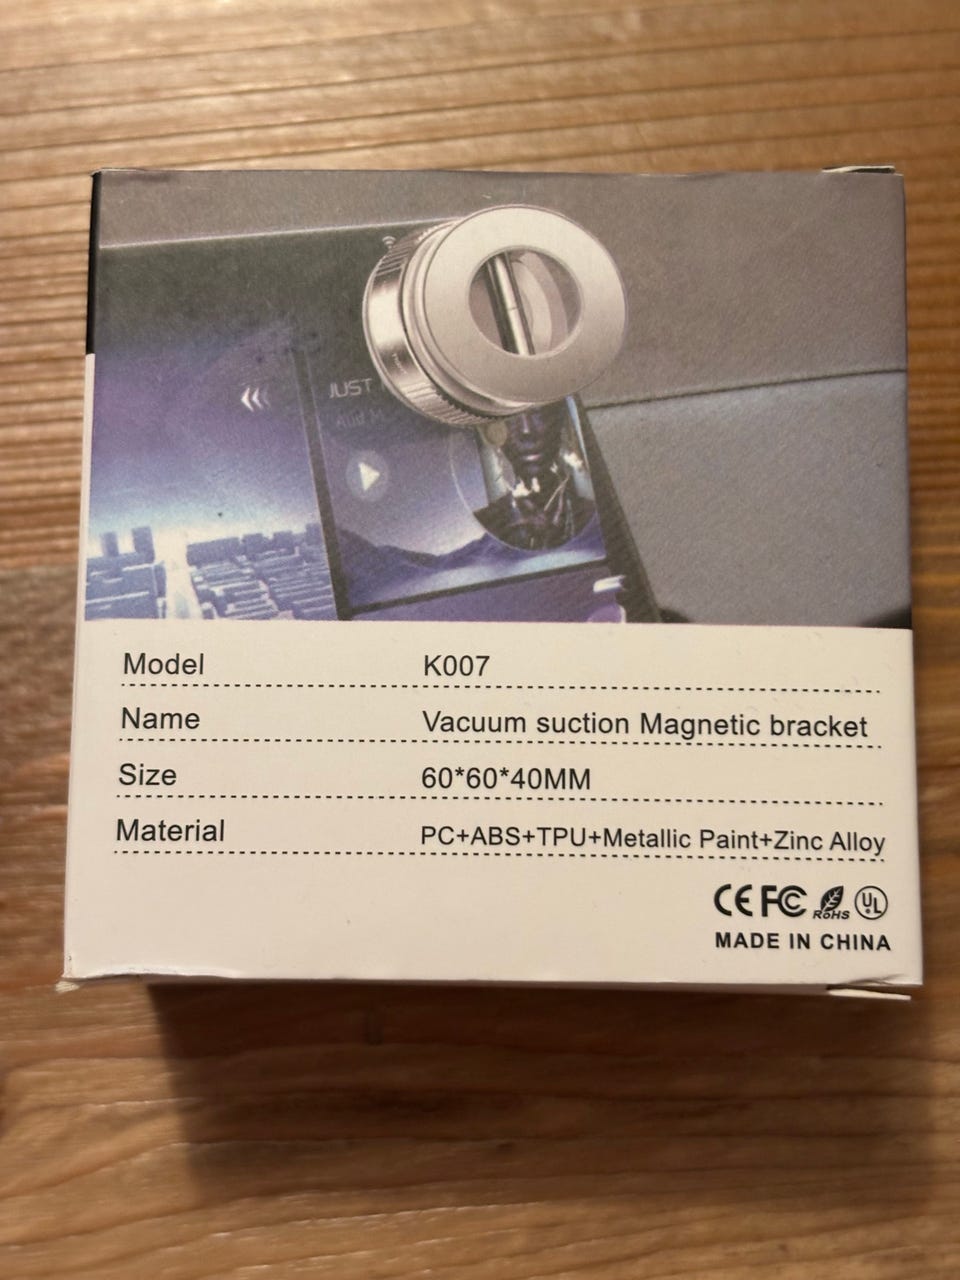 JUST
Model K007
Name Vacuum suction Magnetic bracket
Size 60*60*40MM
Material PC+ABS+TPU+Metallic Paint+Zinc Alloy
CE FC RoHS UL
MADE IN CHINA